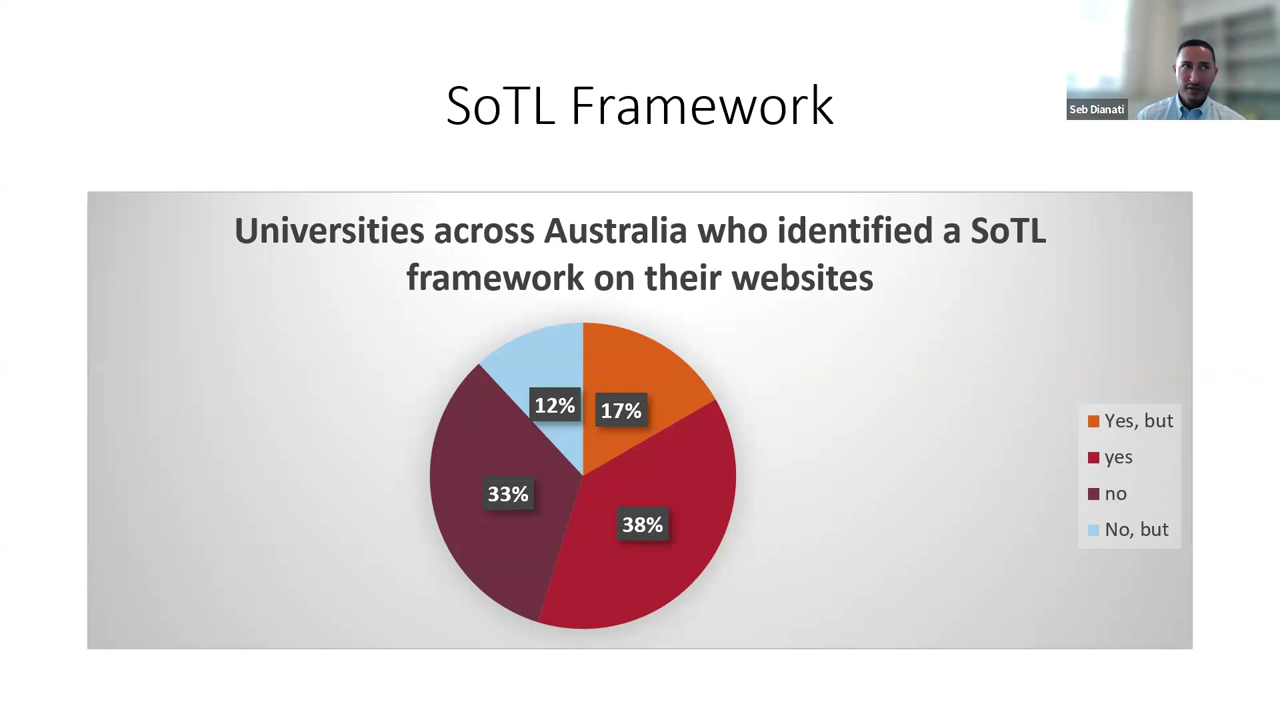 SoTL Framework
Seb Dianati
Universities across Australia who identified a SoTL
framework on their websites
12%
17%
33%
38%
Yes, but
yes
no
No, but